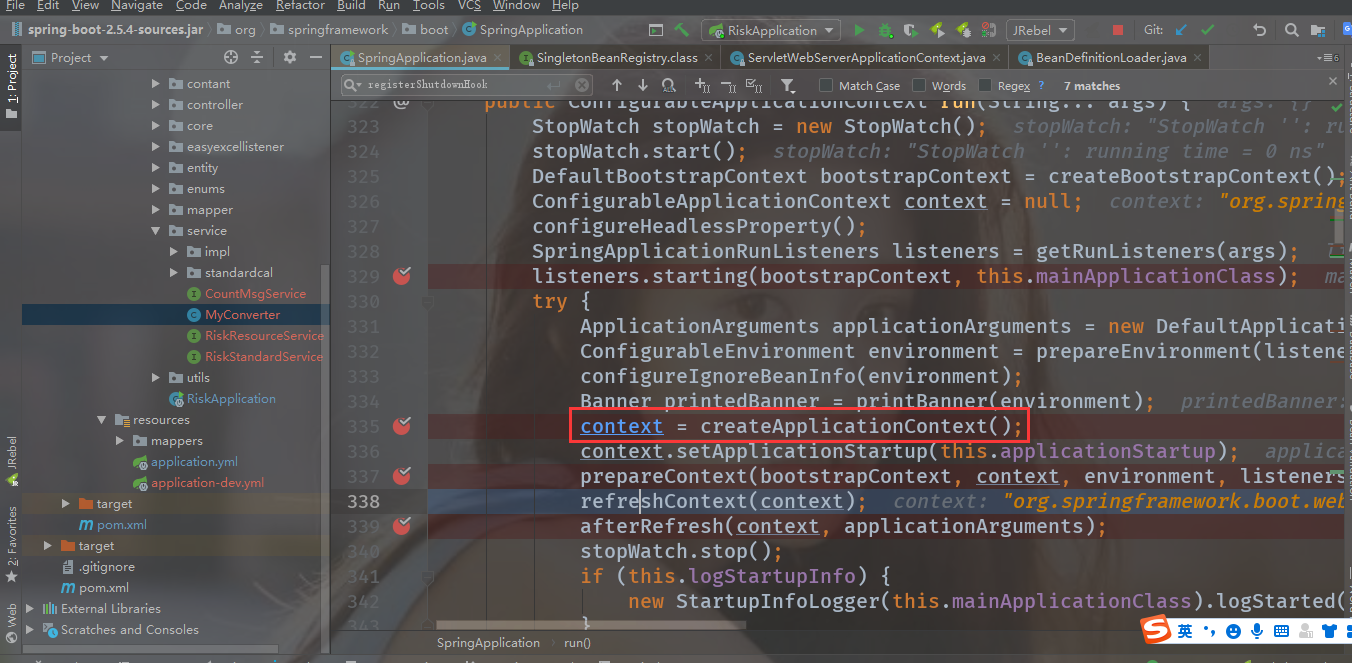 File Edit View Navigate Code Analyze Refactor Build Run Tools VCS Window Help
spring-boot-2.5.4-sources.jar org springframework boot SpringApplication RiskApplication JRebel Git:
Project SpringApplication.java SingletonBeanRegistry.class ServletWebServerApplicationContext.java BeanDefinitionLoader.java
registerShutdownHook Match Case Words Regex ? 7 matches
1: Project
JRebel
2: Favorites
Web
contant
controller
core
easyexcellistener
entity
enums
mapper
service
impl
standardcal
CountMsgService
MyConverter
RiskResourceService
RiskStandardService
utils
RiskApplication
resources
mappers
application.yml
application-dev.yml
target
pom.xml
target
.gitignore
pom.xml
External Libraries
Scratches and Consoles
322 @ public ConfigurableApplicationContext run(String... args) { args: {}
323 StopWatch stopWatch = new StopWatch(); stopWatch: "StopWatch '': ru
324 stopWatch.start(); stopWatch: "StopWatch '': running time = 0 ns"
325 DefaultBootstrapContext bootstrapContext = createBootstrapContext();
326 ConfigurableApplicationContext context = null; context: "org.spring
327 configureHeadlessProperty();
328 SpringApplicationRunListeners listeners = getRunListeners(args);
329 listeners.starting(bootstrapContext, this.mainApplicationClass); ma
330 try {
331 ApplicationArguments applicationArguments = new DefaultApplicati
332 ConfigurableEnvironment environment = prepareEnvironment(listene
333 configureIgnoreBeanInfo(environment);
334 Banner printedBanner = printBanner(environment); printedBanner:
335 context = createApplicationContext();
336 context.setApplicationStartup(this.applicationStartup); applica
337 prepareContext(bootstrapContext, context, environment, listeners
338 refreshContext(context); context: "org.springframework.boot.web
339 afterRefresh(context, applicationArguments);
340 stopWatch.stop();
341 if (this.logStartupInfo) {
342 new StartupInfoLogger(this.mainApplicationClass).logStarted(
343 }
SpringApplication run()
英